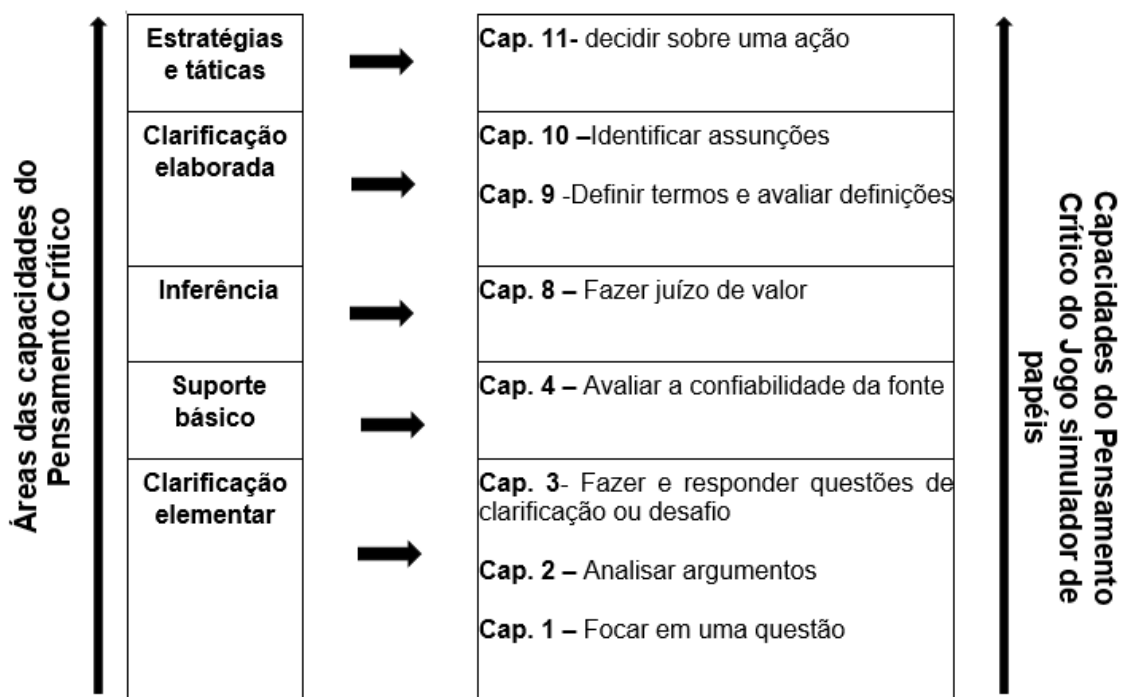 Áreas das capacidades do
Pensamento Crítico
Estratégias
e táticas
Cap. 11- decidir sobre uma ação
Clarificação
elaborada
Cap. 10 –Identificar assunções
Cap. 9 -Definir termos e avaliar definições
Inferência
Cap. 8 – Fazer juízo de valor
Suporte
básico
Cap. 4 – Avaliar a confiabilidade da fonte
Clarificação
elementar
Cap. 3- Fazer e responder questões de
clarificação ou desafio
Cap. 2 – Analisar argumentos
Cap. 1 – Focar em uma questão
Capacidades do Pensamento
Crítico do Jogo simulador de
papéis